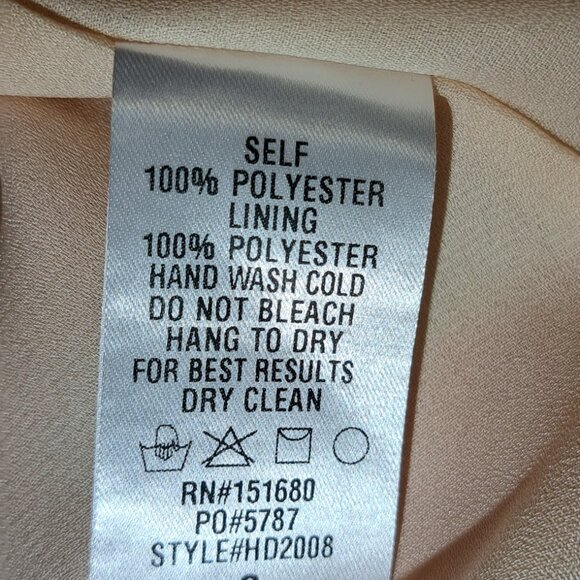 SELF
100% POLYESTER
LINING
100% POLYESTER
HAND WASH COLD
DO NOT BLEACH
HANG TO DRY
FOR BEST RESULTS
DRY CLEAN
RN#151680
PO#5787
STYLE#HD2008